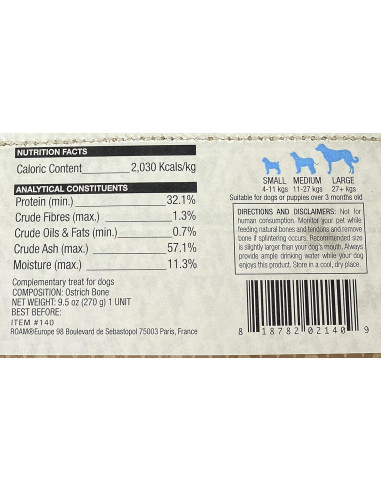 NUTRITION FACTS
Caloric Content 2,030 Kcals/kg
ANALYTICAL CONSTITUENTS
Protein (min.) 32.1%
Crude Fibres (max.) 1.3%
Crude Oils & Fats (min.) 0.7%
Crude Ash (max.) 57.1%
Moisture (max.) 11.3%
Complementary treat for dogs
COMPOSITION: Ostrich Bone
NET WEIGHT: 9.5 oz (270 g) 1 UNIT
BEST BEFORE:
ITEM #140
ROAM®Europe 98 Boulevard de Sebastopol 75003 Paris, France
SMALL MEDIUM LARGE
4-11 kgs 11-27 kgs 27+ kgs
Suitable for dogs or puppies over 3 months old
DIRECTIONS AND DISCLAIMERS: Not for
human consumption. Monitor your pet while
feeding natural bones and tendons and remove
bone if splintering occurs. Recommended size
is slightly larger than your dog's mouth. Always
provide ample drinking water while your dog
enjoys this product. Store in a cool, dry place.
8 18782 02140 9